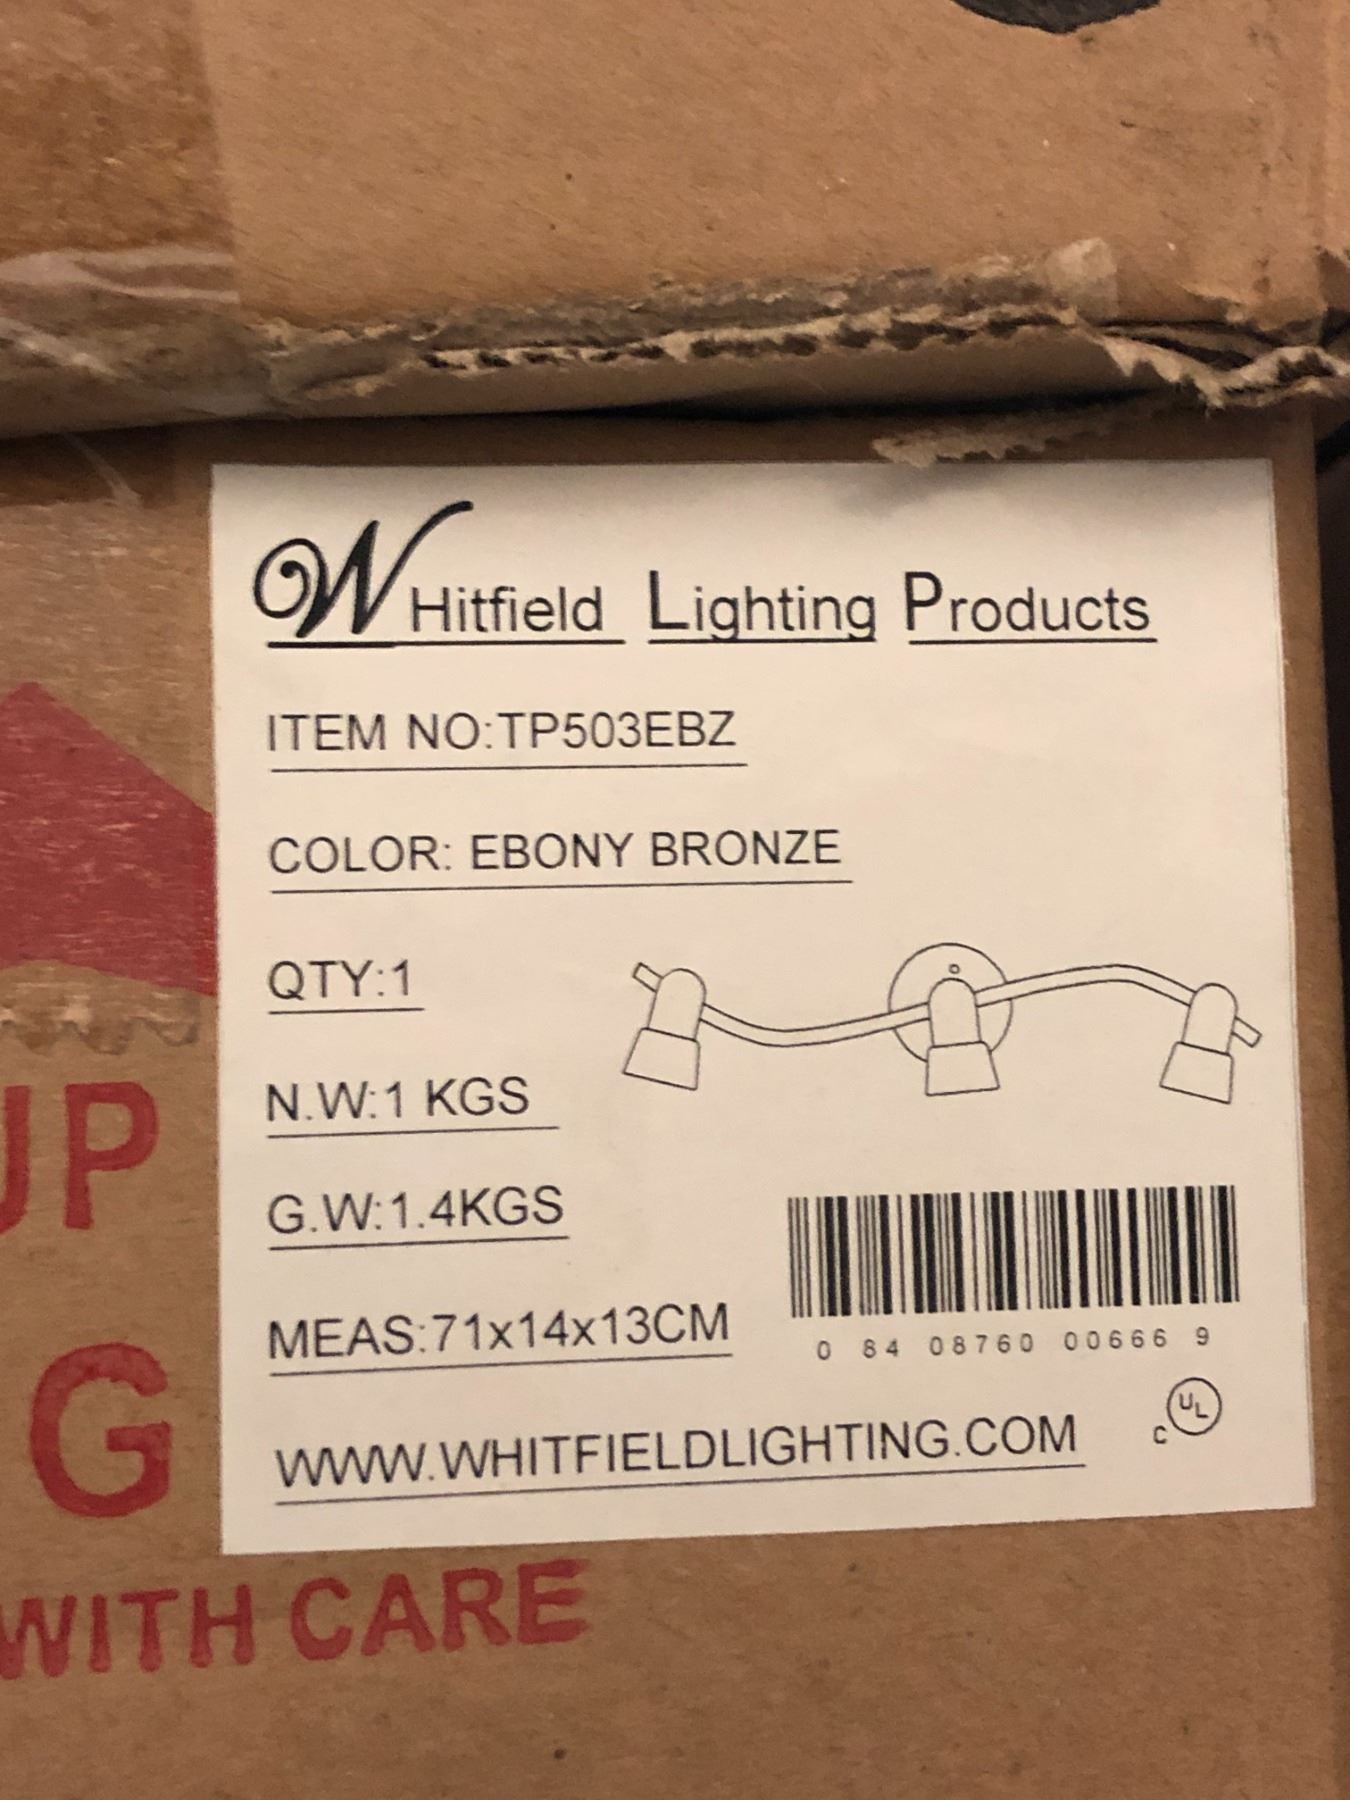 WHitfield Lighting Products
ITEM NO:TP503EBZ
COLOR: EBONY BRONZE
QTY:1
N.W:1 KGS
G.W:1.4KGS
MEAS:71x14x13CM
0 84 08760 00666 9
WWW.WHITFIELDLIGHTING.COM
c UL
UP
G
WITH CARE